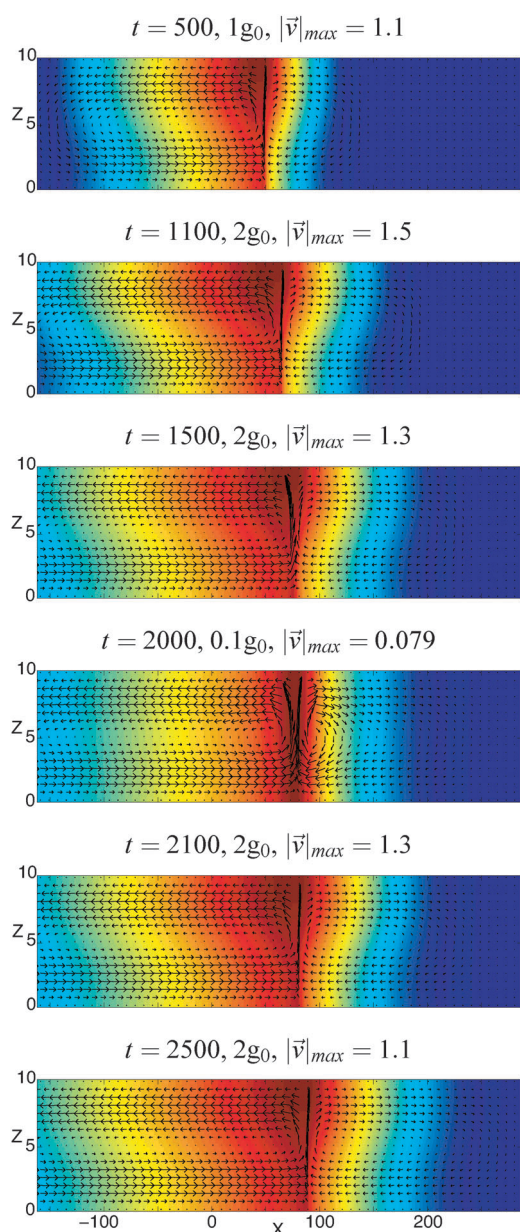 t = 500, 1g₀, |v⃗|ₘₐₓ = 1.1
10
Z
5
0
t = 1100, 2g₀, |v⃗|ₘₐₓ = 1.5
10
Z
5
0
t = 1500, 2g₀, |v⃗|ₘₐₓ = 1.3
10
Z
5
0
t = 2000, 0.1g₀, |v⃗|ₘₐₓ = 0.079
10
Z
5
0
t = 2100, 2g₀, |v⃗|ₘₐₓ = 1.3
10
Z
5
0
t = 2500, 2g₀, |v⃗|ₘₐₓ = 1.1
10
Z
5
0
−100 0 100 200
X